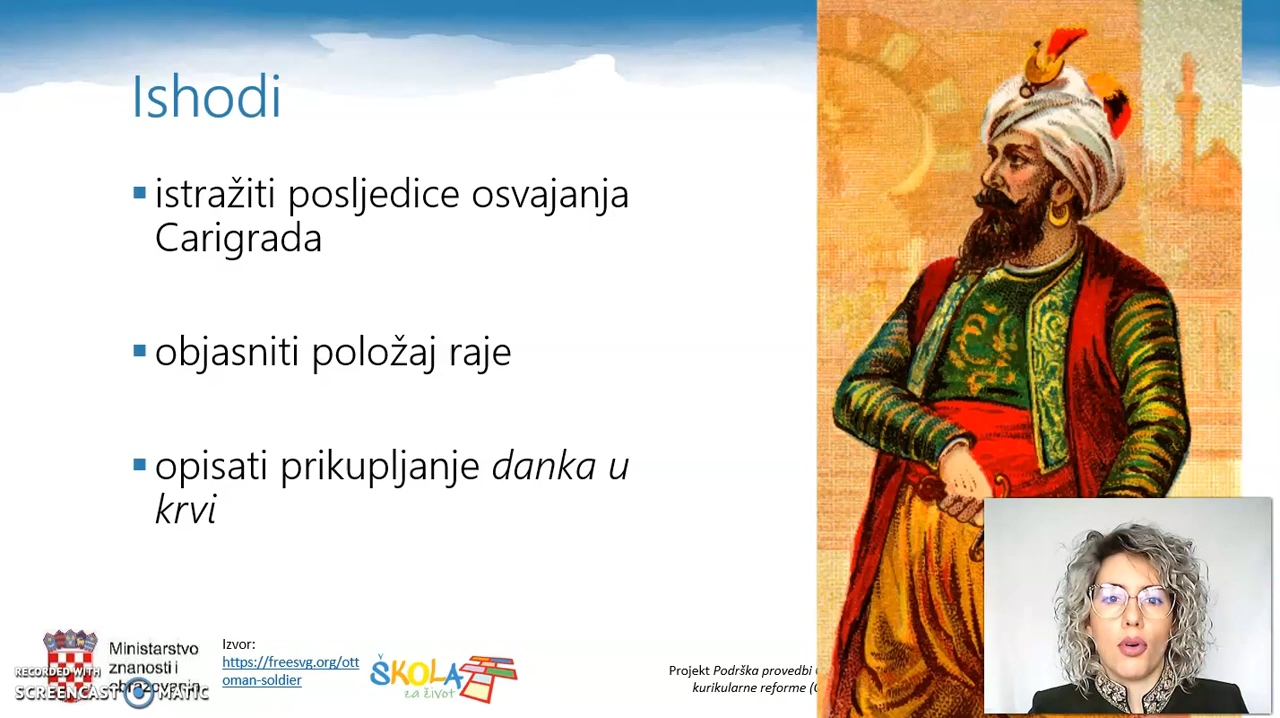 Ishodi
▪ istražiti posljedice osvajanja
Carigrada
▪ objasniti položaj raje
▪ opisati prikupljanje danka u
krvi
Ministarstvo
znanosti i
obrazovanja
RECORDED WITH
SCREENCAST MATIC
Izvor:
https://freesvg.org/ott
oman-soldier
ŠKOLA
za život
Projekt Podrška provedbi
kurikularne reforme (